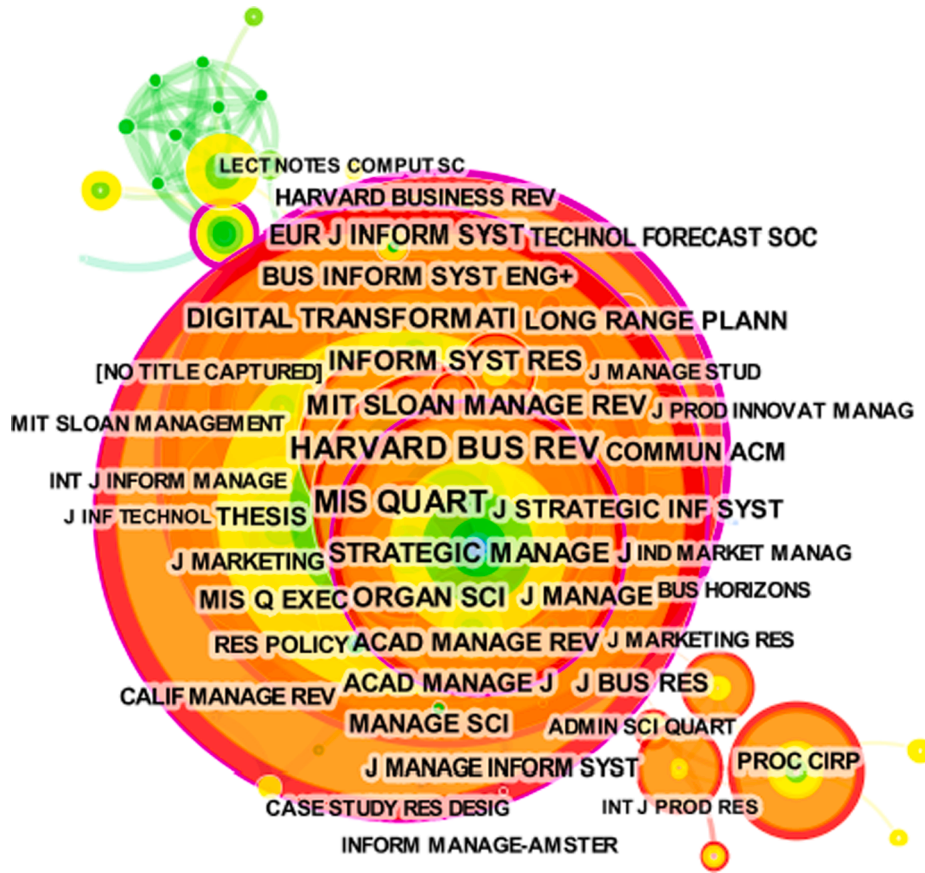 LECT NOTES COMPUT SC
HARVARD BUSINESS REV
EUR J INFORM SYST TECHNOL FORECAST SOC
BUS INFORM SYST ENG+
DIGITAL TRANSFORMATI LONG RANGE PLANN
[NO TITLE CAPTURED] INFORM SYST RES J MANAGE STUD
MIT SLOAN MANAGE REV J PROD INNOVAT MANAG
MIT SLOAN MANAGEMENT
HARVARD BUS REV COMMUN ACM
INT J INFORM MANAGE
MIS QUART J STRATEGIC INF SYST
J INF TECHNOL THESIS
J MARKETING STRATEGIC MANAGE J IND MARKET MANAG
MIS Q EXEC ORGAN SCI J MANAGE BUS HORIZONS
RES POLICY ACAD MANAGE REV J MARKETING RES
CALIF MANAGE REV ACAD MANAGE J J BUS RES
MANAGE SCI ADMIN SCI QUART
J MANAGE INFORM SYST PROC CIRP
CASE STUDY RES DESIG INT J PROD RES
INFORM MANAGE-AMSTER